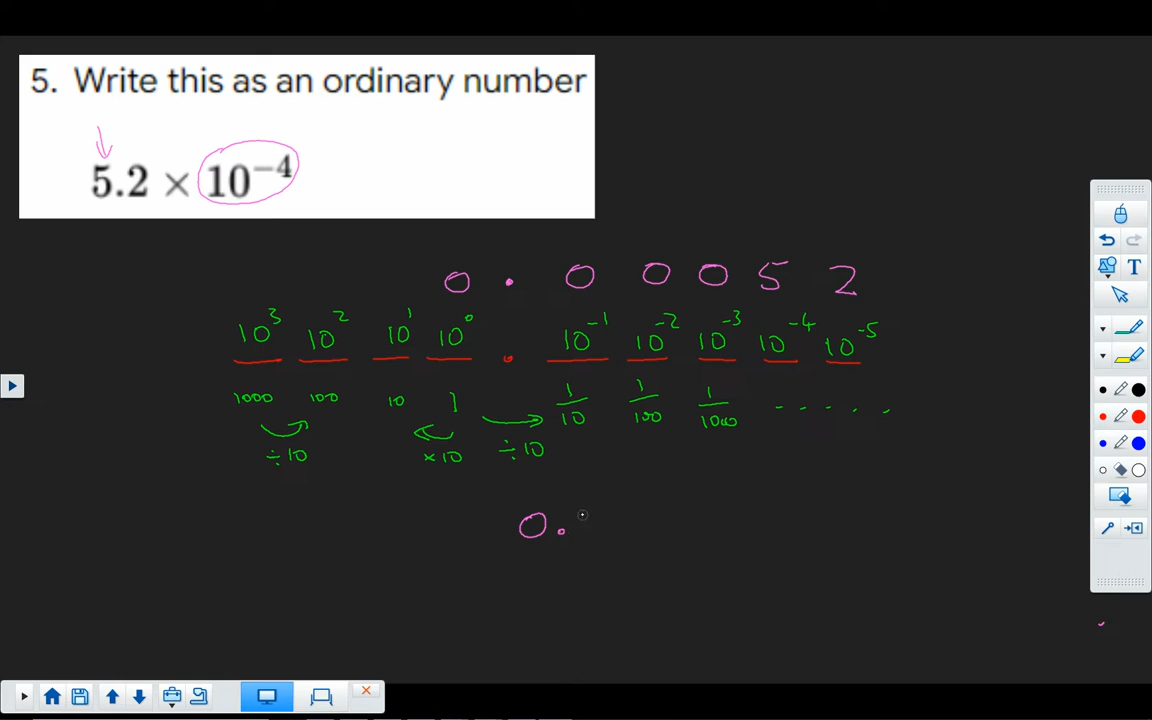 5. Write this as an ordinary number
5.2 × 10⁻⁴
0 . 0 0 0 5 2
10³ 10² 10¹ 10⁰ . 10⁻¹ 10⁻² 10⁻³ 10⁻⁴ 10⁻⁵
1000 100 10 1 1/10 1/100 1/1000 - - - - -
÷10 ×10 ÷10
0.
T